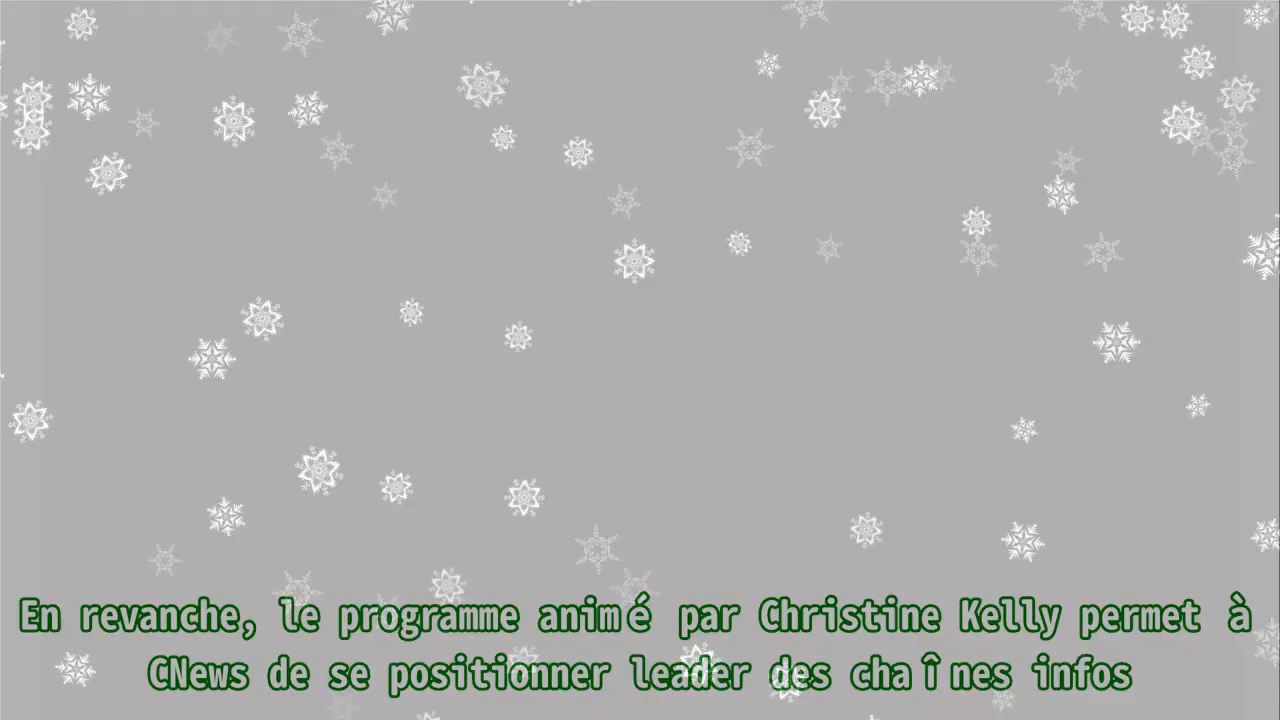 En revanche, le programme animé par Christine Kelly permet à
CNews de se positionner leader des chaînes infos